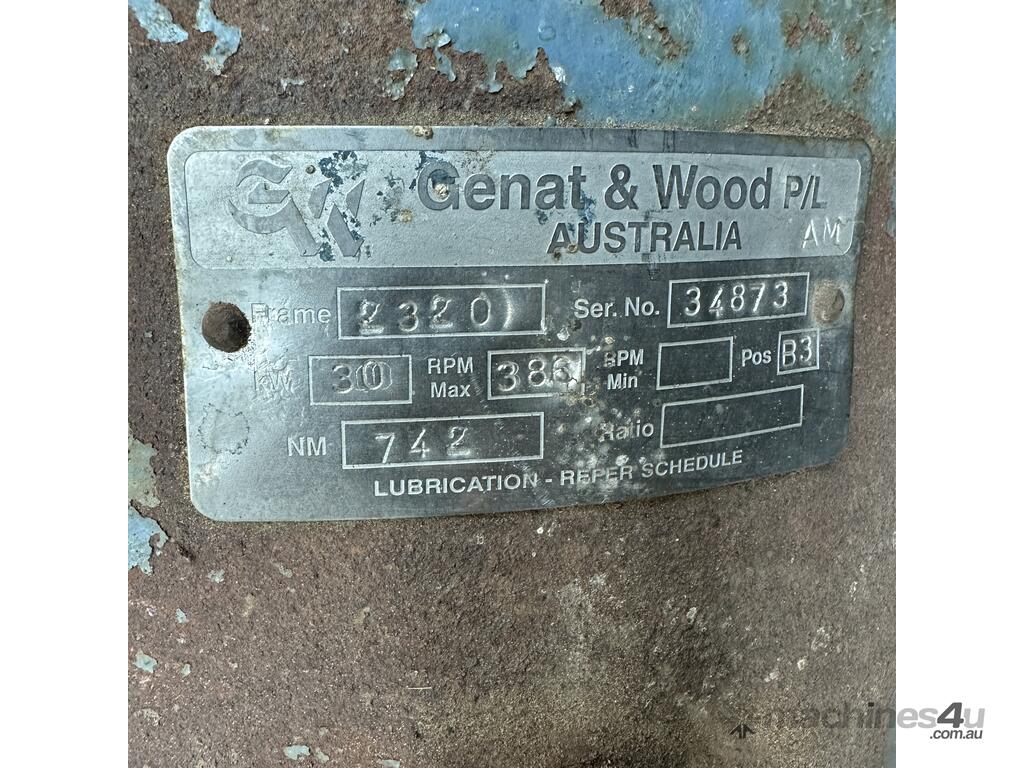 GW Genat & Wood P/L
AUSTRALIA AM
Frame 2320 Ser. No. 34873
kW 30 RPM Max 386 RPM Min Pos B3
NM 742 Ratio
LUBRICATION - REFER SCHEDULE
machines4u
.com.au